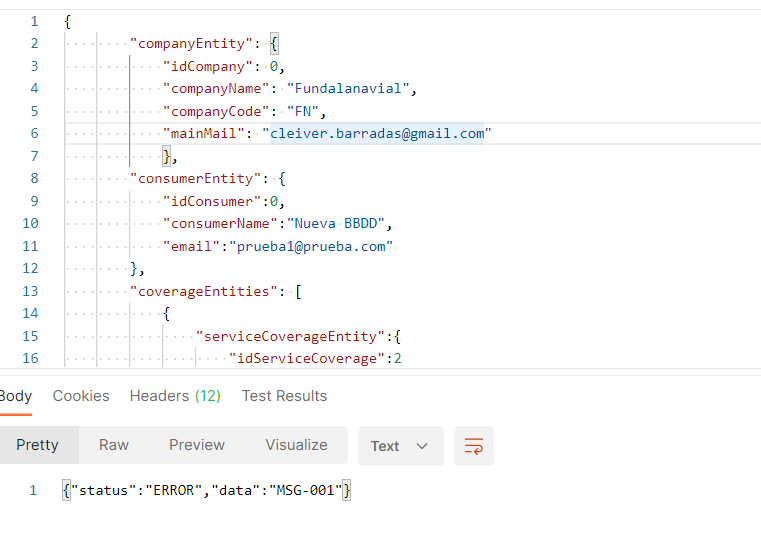 1 {
2 "companyEntity": {
3 "idCompany": 0,
4 "companyName": "Fundalanavial",
5 "companyCode": "FN",
6 "mainMail": "cleiver.barradas@gmail.com"
7 },
8 "consumerEntity": {
9 "idConsumer":0,
10 "consumerName":"Nueva BBDD",
11 "email":"prueba1@prueba.com"
12 },
13 "coverageEntities": [
14 {
15 "serviceCoverageEntity":{
16 "idServiceCoverage":2
Body Cookies Headers (12) Test Results
Pretty Raw Preview Visualize Text
1 {"status":"ERROR","data":"MSG-001"}